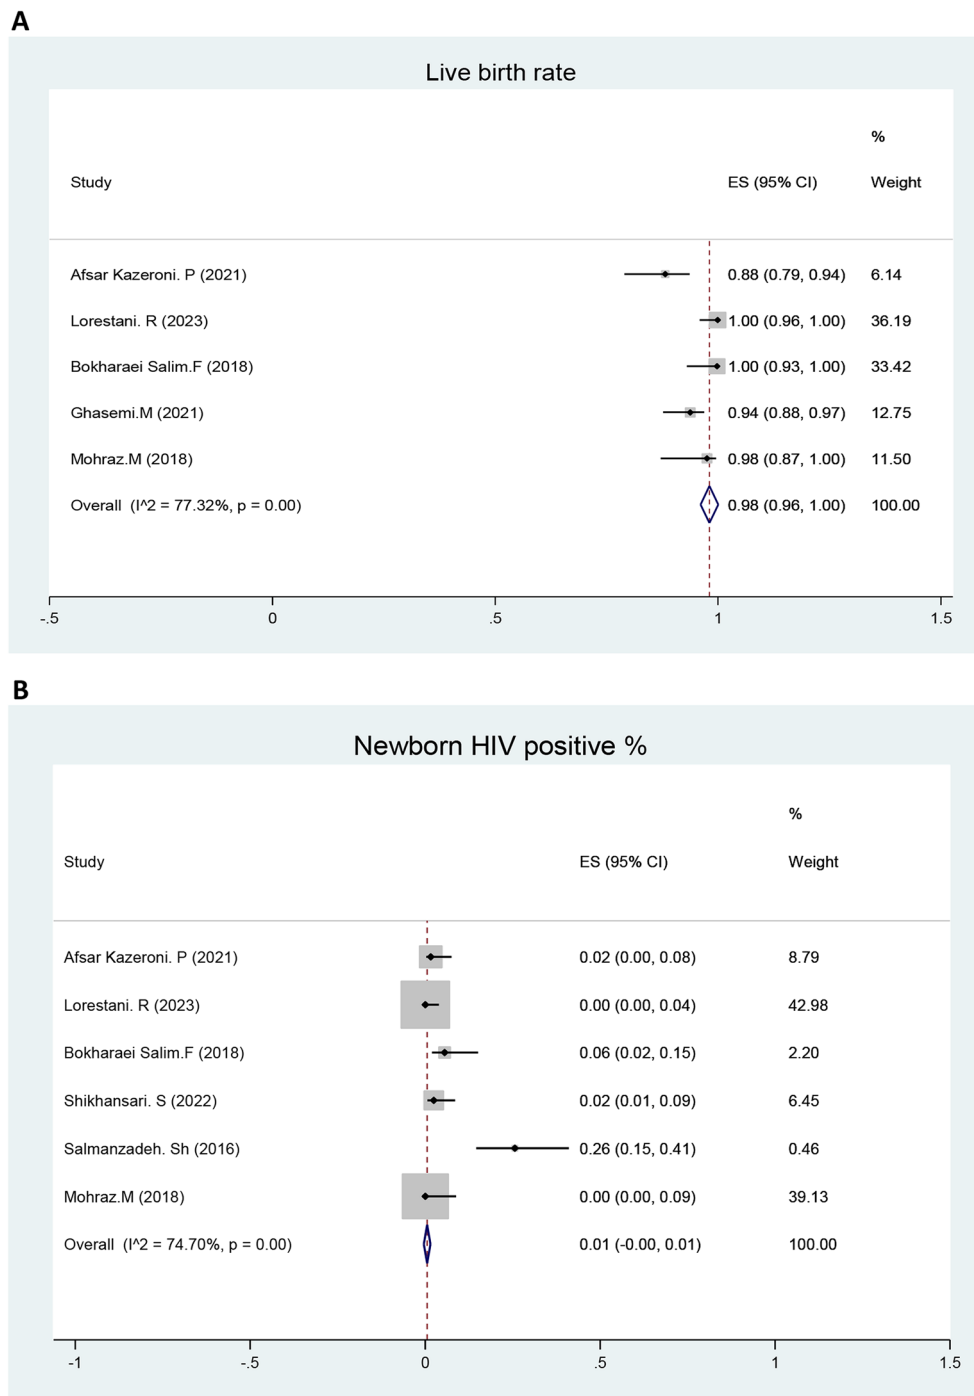 A
Live birth rate
%
Study ES (95% CI) Weight
Afsar Kazeroni. P (2021) 0.88 (0.79, 0.94) 6.14
Lorestani. R (2023) 1.00 (0.96, 1.00) 36.19
Bokharaei Salim.F (2018) 1.00 (0.93, 1.00) 33.42
Ghasemi.M (2021) 0.94 (0.88, 0.97) 12.75
Mohraz.M (2018) 0.98 (0.87, 1.00) 11.50
Overall (I^2 = 77.32%, p = 0.00) 0.98 (0.96, 1.00) 100.00
-.5 0 .5 1 1.5
B
Newborn HIV positive %
%
Study ES (95% CI) Weight
Afsar Kazeroni. P (2021) 0.02 (0.00, 0.08) 8.79
Lorestani. R (2023) 0.00 (0.00, 0.04) 42.98
Bokharaei Salim.F (2018) 0.06 (0.02, 0.15) 2.20
Shikhansari. S (2022) 0.02 (0.01, 0.09) 6.45
Salmanzadeh. Sh (2016) 0.26 (0.15, 0.41) 0.46
Mohraz.M (2018) 0.00 (0.00, 0.09) 39.13
Overall (I^2 = 74.70%, p = 0.00) 0.01 (-0.00, 0.01) 100.00
-1 -.5 0 .5 1 1.5